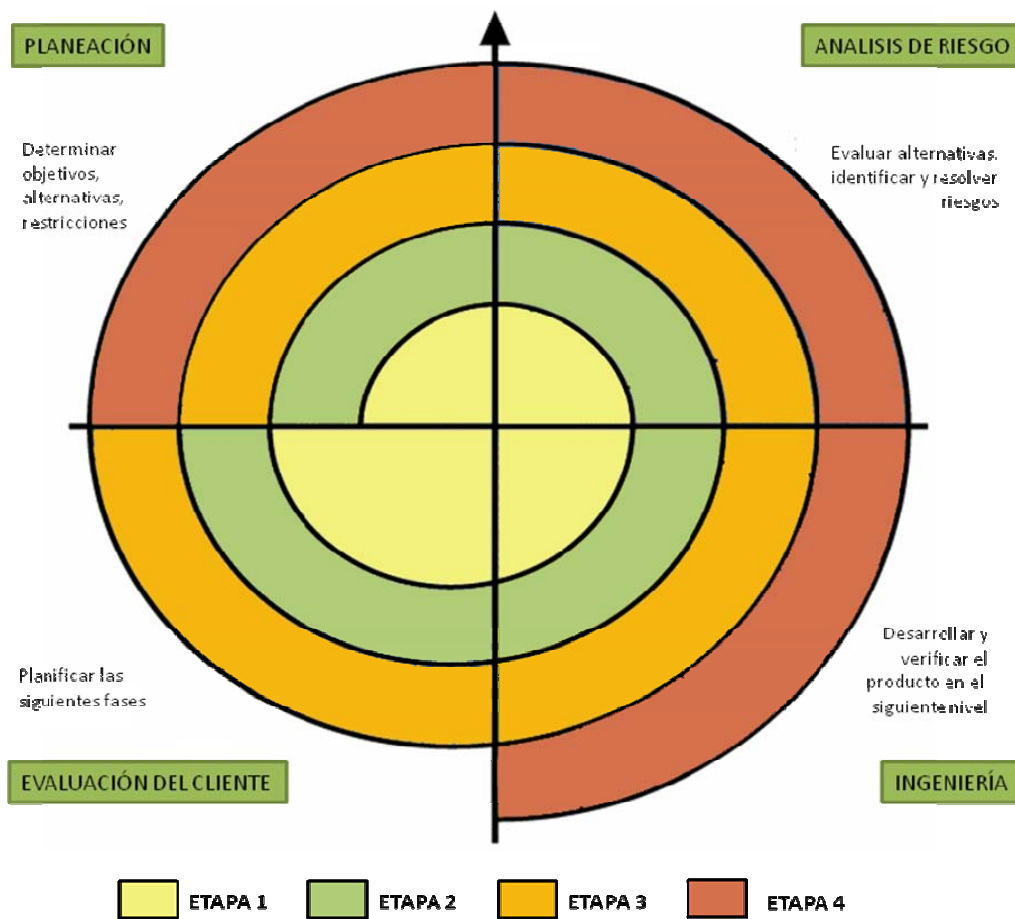 PLANEACIÓN
ANALISIS DE RIESGO
Determinar
objetivos,
alternativas,
restricciones
Evaluar alternativas,
identificar y resolver
riesgos
Planificar las
siguientes fases
Desarrollar y
verificar el
producto en el
siguiente nivel
EVALUACIÓN DEL CLIENTE
INGENIERÍA
ETAPA 1
ETAPA 2
ETAPA 3
ETAPA 4